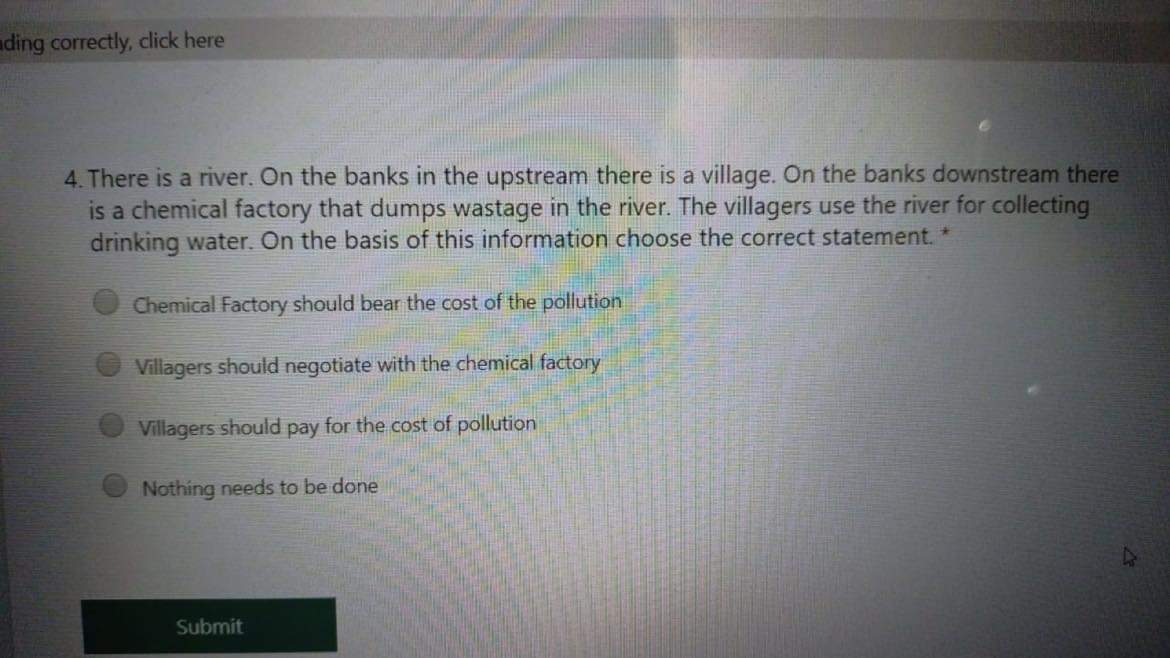 correctly, click here
4. There is a river. On the banks in the upstream there is a village. On the banks downstream there
is a chemical factory that dumps wastage in the river. The villagers use the river for collecting
drinking water. On the basis of this information choose the correct statement. *
Chemical Factory should bear the cost of the pollution
Villagers should negotiate with the chemical factory
Villagers should pay for the cost of pollution
Nothing needs to be done
Submit